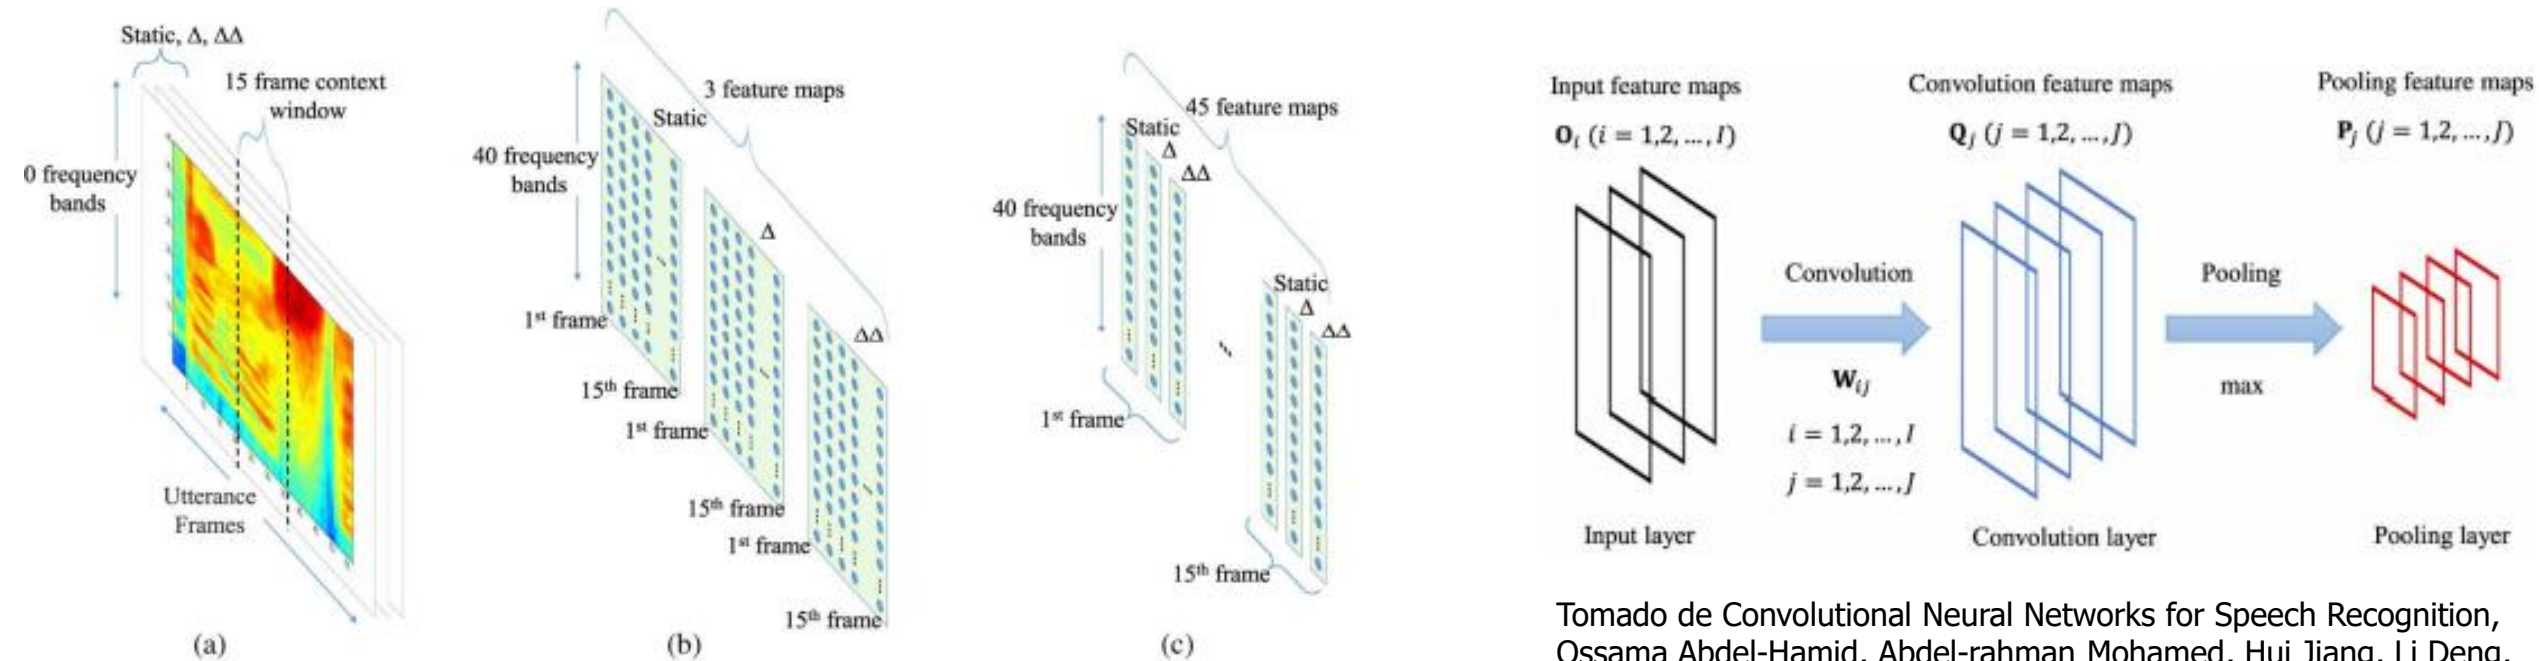 Static, Δ, ΔΔ
15 frame context
window
0 frequency
bands
Utterance
Frames
(a)
3 feature maps
Static
40 frequency
bands
Δ
1st frame
ΔΔ
15th frame
1st frame
15th frame
1st frame
15th frame
(b)
45 feature maps
Static
Δ
ΔΔ
40 frequency
bands
Static
Δ
ΔΔ
1st frame
15th frame
(c)
Input feature maps
O_i (i = 1,2, ..., I)
Convolution
W_ij
i = 1,2, ..., I
j = 1,2, ..., J
Input layer
Convolution feature maps
Q_j (j = 1,2, ..., J)
Convolution layer
Pooling
max
Pooling feature maps
P_j (j = 1,2, ..., J)
Pooling layer
Tomado de Convolutional Neural Networks for Speech Recognition,
Ossama Abdel-Hamid, Abdel-rahman Mohamed, Hui Jiang, Li Deng,